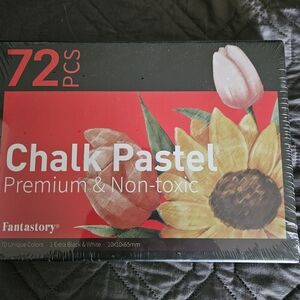 72 PCS
Chalk Pastel
Premium & Non-toxic
Fantastory®
70 Unique Colors · 1 Extra Black & White · 10x10x65mm